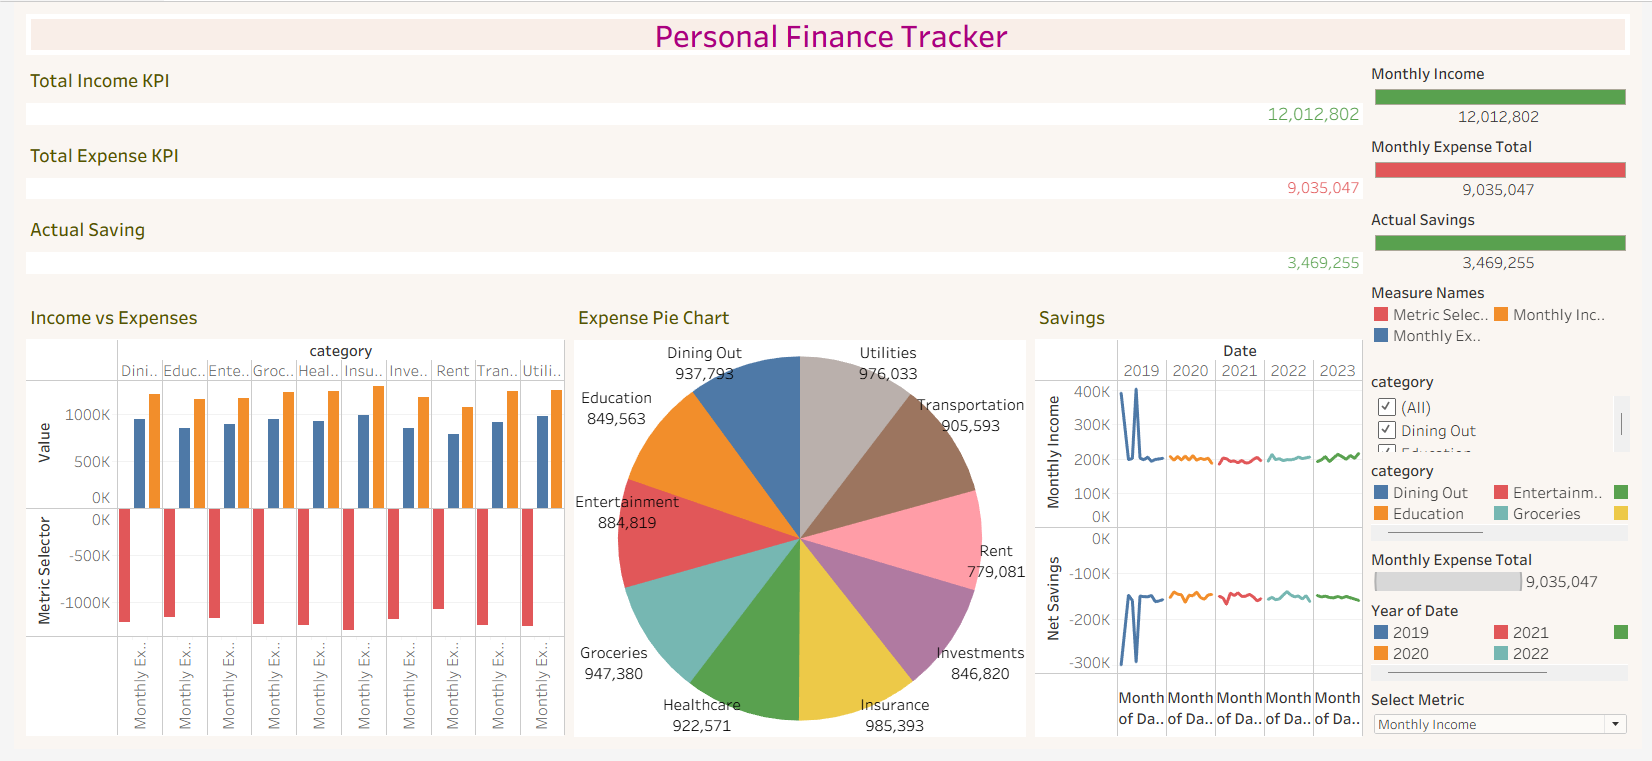 Personal Finance Tracker
Total Income KPI
12,012,802
Total Expense KPI
9,035,047
Actual Saving
3,469,255
Monthly Income
12,012,802
Monthly Expense Total
9,035,047
Actual Savings
3,469,255
Measure Names
Metric Selec.. Monthly Inc..
Monthly Ex..
category
(All)
Dining Out
Education
category
Dining Out Entertainm..
Education Groceries
Monthly Expense Total
9,035,047
Year of Date
2019 2021
2020 2022
Select Metric
Monthly Income
Income vs Expenses
category
Dini.. Educ.. Ente.. Groc.. Heal.. Insu.. Inve.. Rent Tran.. Utili..
Value
1000K
500K
0K
Metric Selector
0K
-500K
-1000K
Monthly Ex.. Monthly Ex.. Monthly Ex.. Monthly Ex.. Monthly Ex.. Monthly Ex.. Monthly Ex.. Monthly Ex.. Monthly Ex.. Monthly Ex..
Expense Pie Chart
Dining Out
937,793
Utilities
976,033
Education
849,563
Transportation
905,593
Entertainment
884,819
Rent
779,081
Groceries
947,380
Investments
846,820
Healthcare
922,571
Insurance
985,393
Savings
Date
2019 2020 2021 2022 2023
Monthly Income
400K
300K
200K
100K
0K
Net Savings
0K
-100K
-200K
-300K
Month Month Month Month Month
of Da.. of Da.. of Da.. of Da.. of Da..